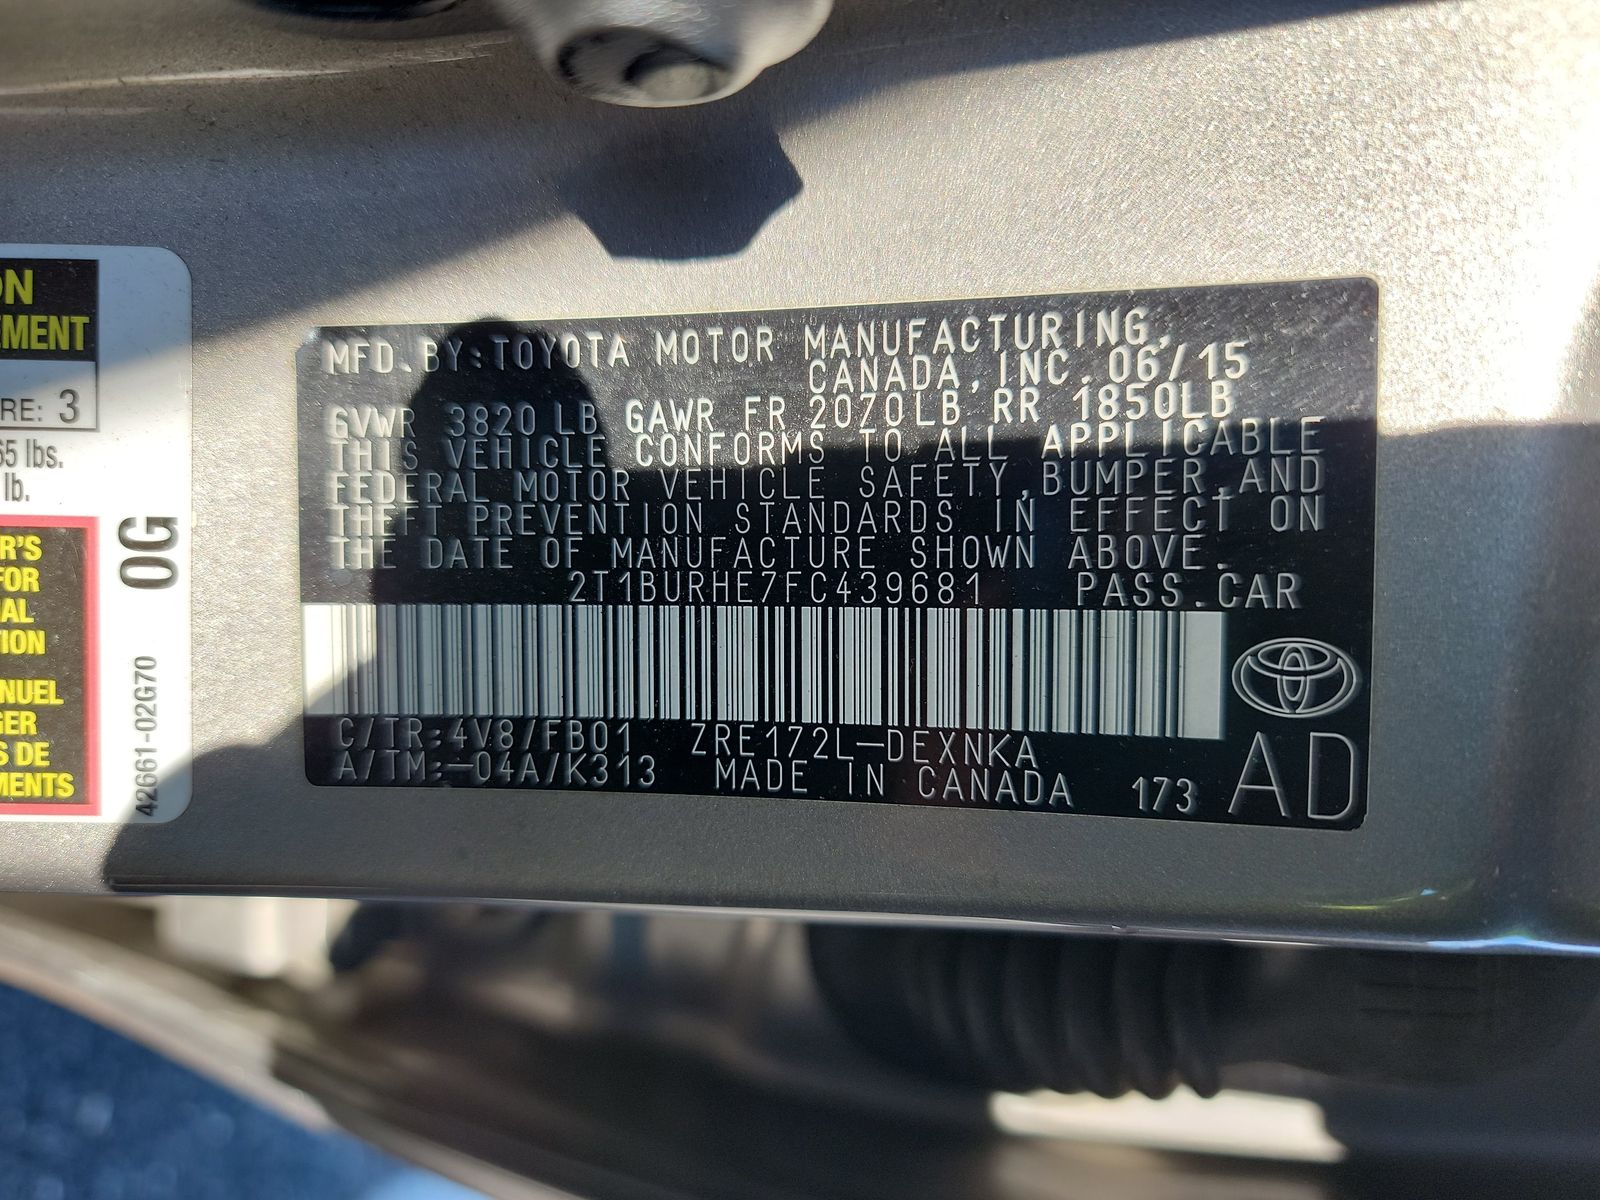 ON
EMENT
RE: 3
65 lbs.
lb.
R'S
FOR
AL
TION
NUEL
GER
S DE
MENTS
0G
42661-02G70
MFD.BY:TOYOTA MOTOR MANUFACTURING,
CANADA,INC.06/15
GVWR 3820LB GAWR FR 2070LB RR 1850LB
THIS VEHICLE CONFORMS TO ALL APPLICABLE
FEDERAL MOTOR VEHICLE SAFETY,BUMPER,AND
THEFT PREVENTION STANDARDS IN EFFECT ON
THE DATE OF MANUFACTURE SHOWN ABOVE.
2T1BURHE7FC439681 PASS.CAR
C/TR:4V8/FB01 ZRE172L-DEXNKA
A/TM:-04A/K313 MADE IN CANADA 173 AD